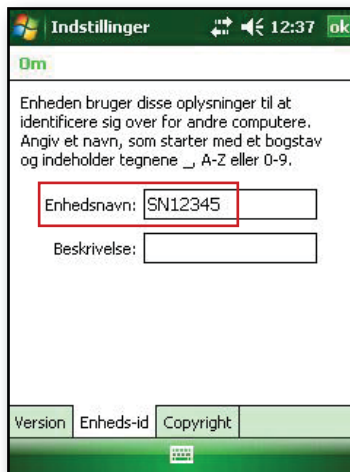 Indstillinger 12:37 ok
Om
Enheden bruger disse oplysninger til at
identificere sig over for andre computere.
Angiv et navn, som starter med et bogstav
og indeholder tegnene _, A-Z eller 0-9.
Enhedsnavn: SN12345
Beskrivelse:
Version Enheds-id Copyright